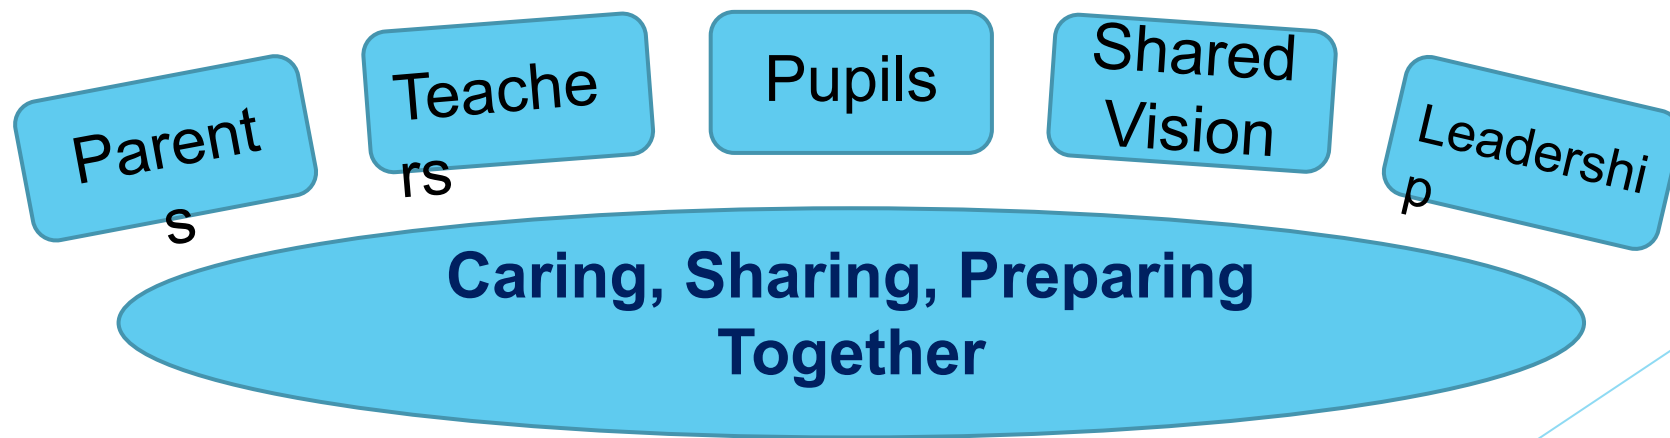 Parent
s
Teache
rs
Pupils
Shared
Vision
Leadershi
p
Caring, Sharing, Preparing
Together